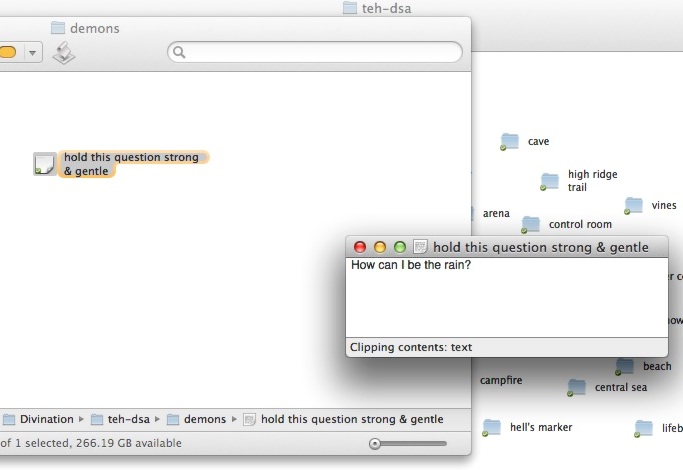 teh-dsa
demons
hold this question strong
& gentle
cave
high ridge
trail
vines
arena
control room
hold this question strong & gentle
How can I be the rain?
Clipping contents: text
beach
campfire
central sea
hell's marker
Divination ▸ teh-dsa ▸ demons ▸ hold this question strong & gentle
of 1 selected, 266.19 GB available